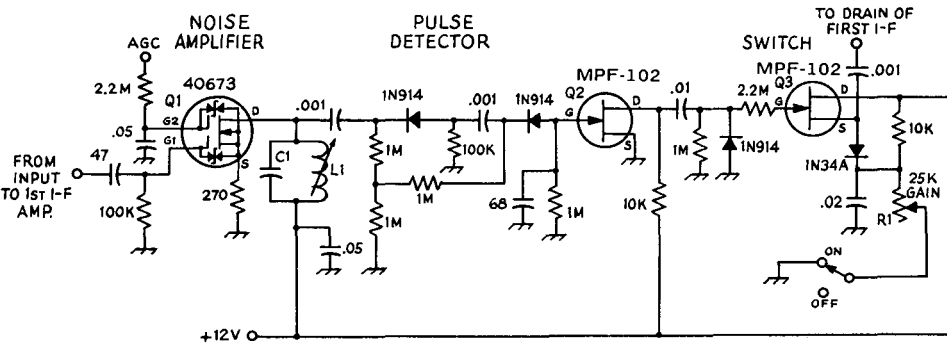 NOISE
AMPLIFIER
PULSE
DETECTOR
SWITCH
TO DRAIN OF
FIRST I-F
AGC
2.2M
40673
Q1
G2
G1
D
S
.05
FROM
INPUT
TO 1ST I-F
AMP.
47
100K
270
C1
L1
.05
.001
1N914
1M
1M
1M
100K
.001
1N914
68
1M
Q2
MPF-102
G
D
S
10K
.01
1M
1N914
2.2M
MPF-102
Q3
G
D
S
.001
1N34A
10K
.02
25K
GAIN
R1
ON
OFF
+12V